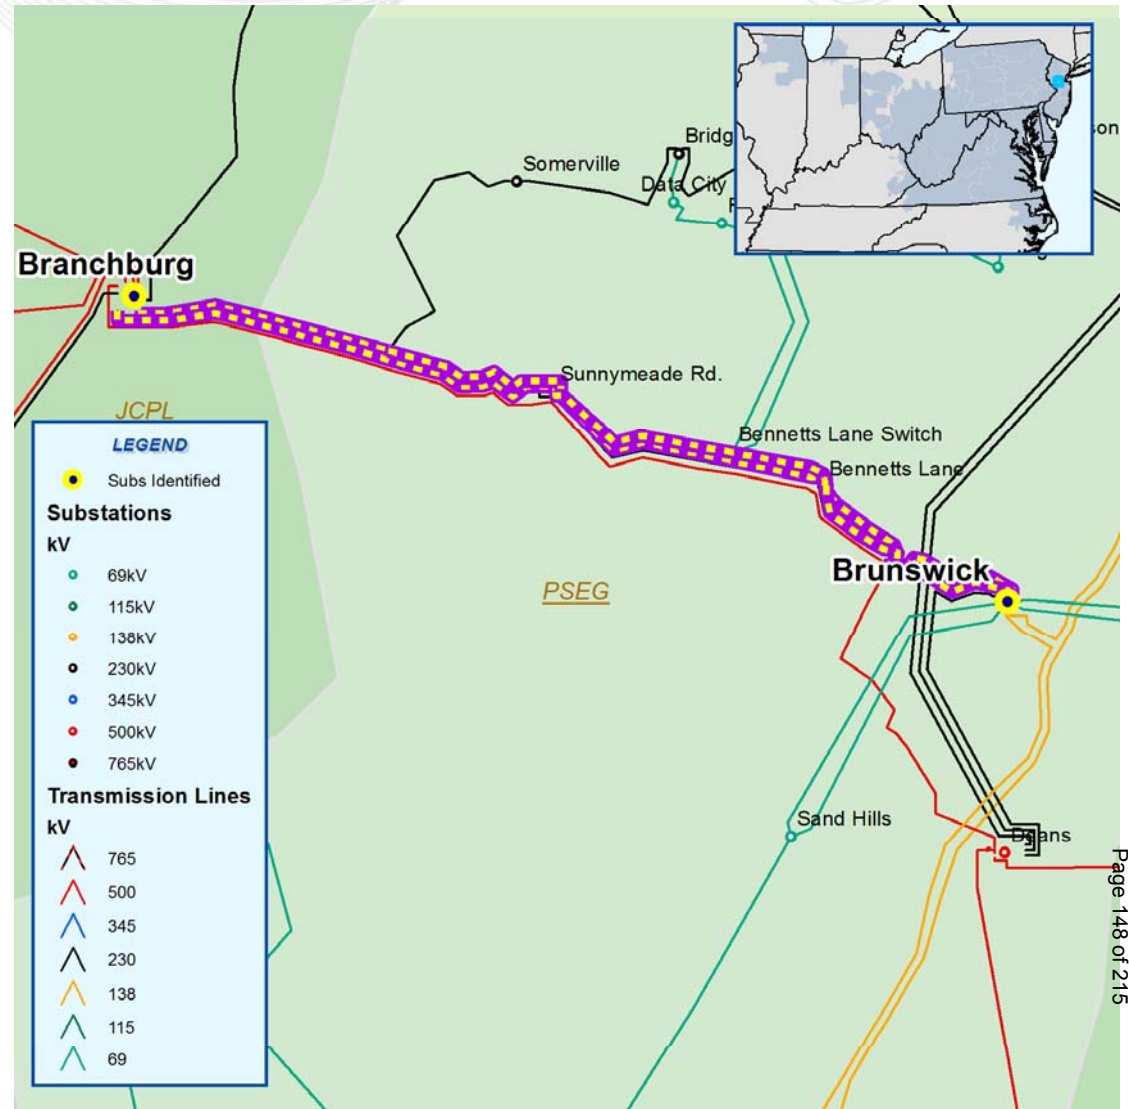 Bridg
son
Somerville
Data City
Branchburg
Sunnymeade Rd.
JCPL
Bennetts Lane Switch
Bennetts Lane
Brunswick
PSEG
Sand Hills
Deans
LEGEND
Subs Identified
Substations
kV
69kV
115kV
138kV
230kV
345kV
500kV
765kV
Transmission Lines
kV
765
500
345
230
138
115
69
Page 148 of 215